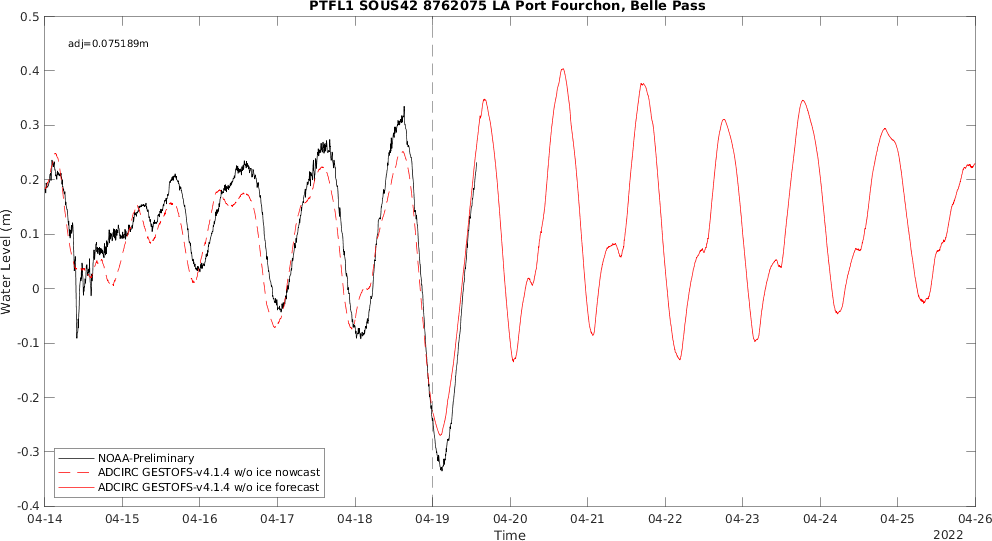 PTFL1 SOUS42 8762075 LA Port Fourchon, Belle Pass
adj=0.075189m
0.5
0.4
0.3
0.2
0.1
0
-0.1
-0.2
-0.3
-0.4
Water Level (m)
NOAA-Preliminary
ADCIRC GESTOFS-v4.1.4 w/o ice nowcast
ADCIRC GESTOFS-v4.1.4 w/o ice forecast
04-14 04-15 04-16 04-17 04-18 04-19 04-20 04-21 04-22 04-23 04-24 04-25 04-26
Time
2022